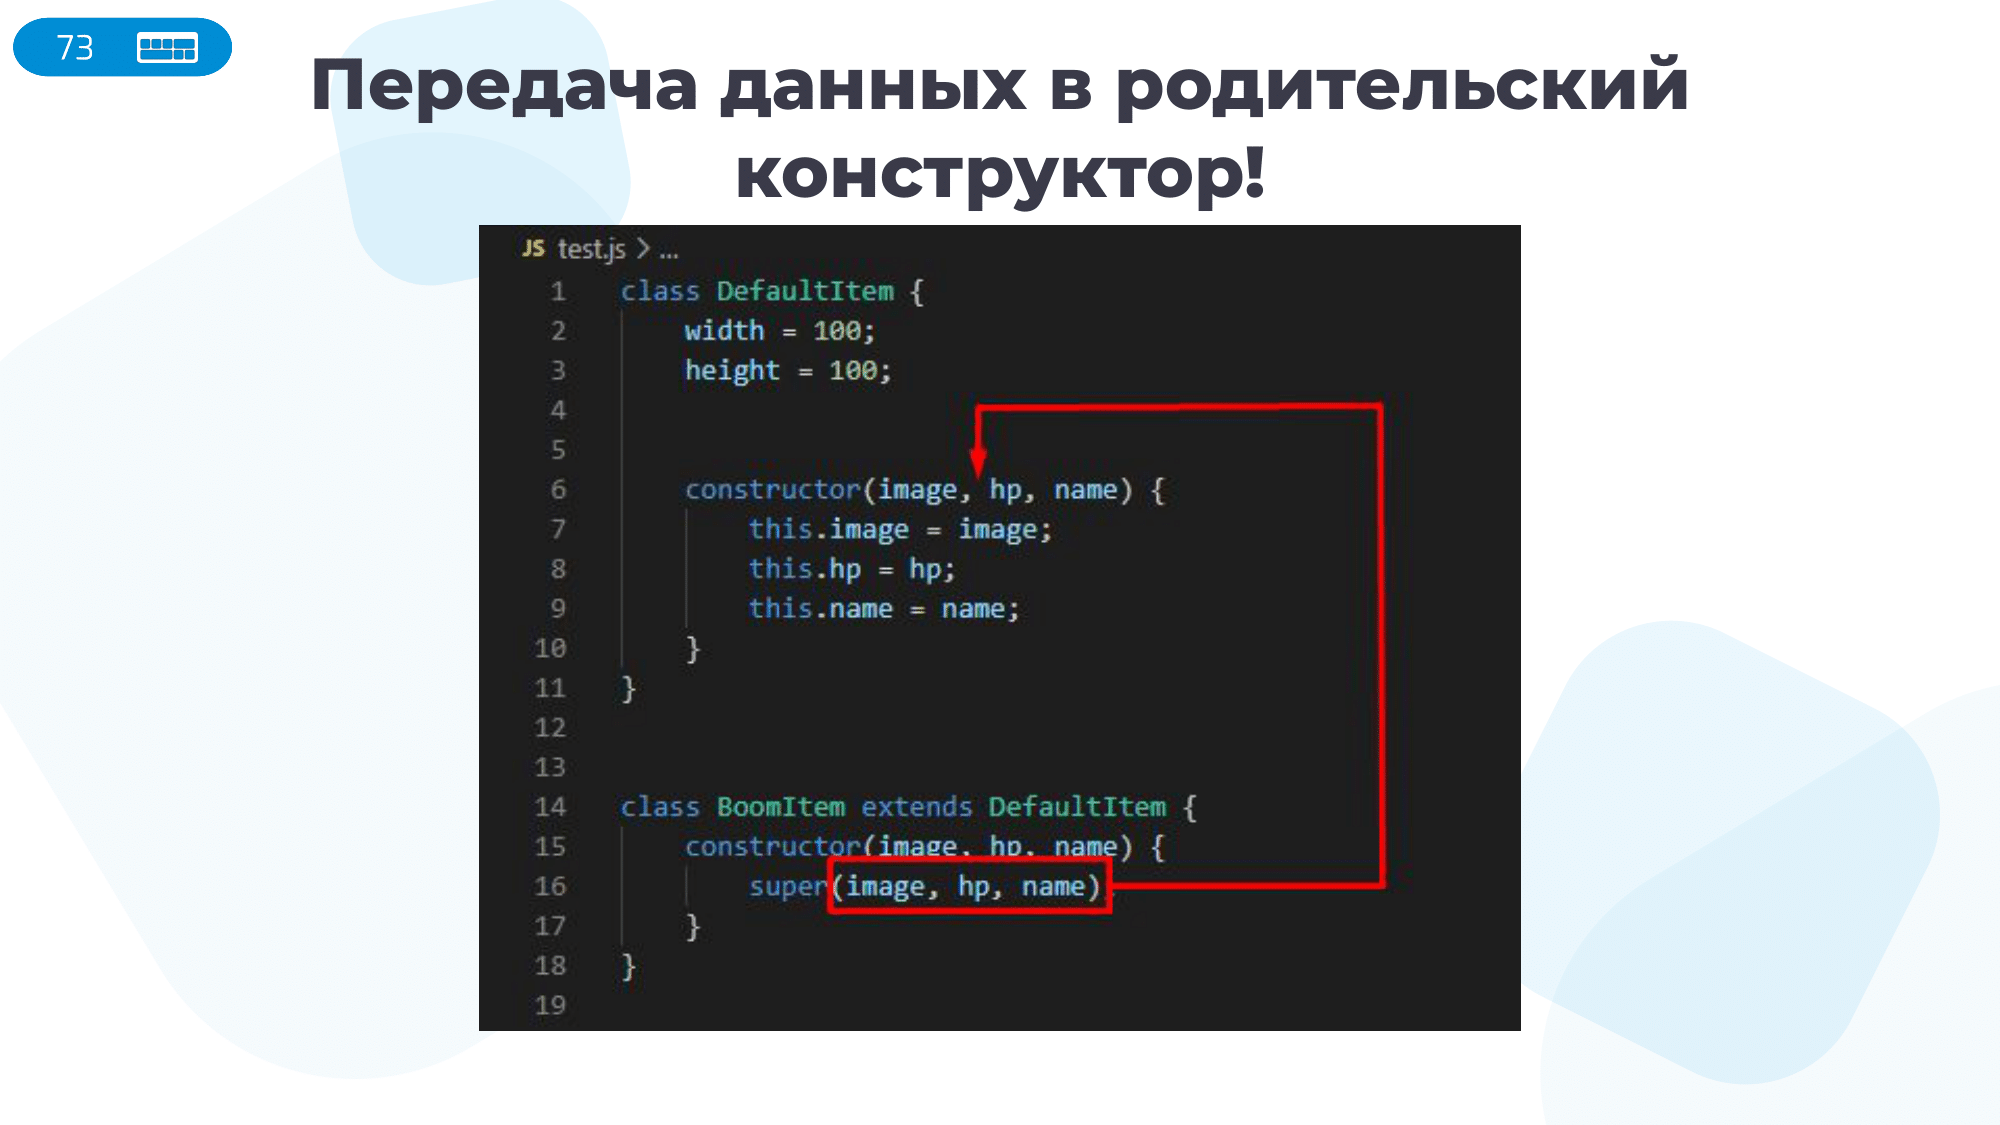 73
Передача данных в родительский
конструктор!
JS test.js > ...
1 class DefaultItem {
2 width = 100;
3 height = 100;
4
5
6 constructor(image, hp, name) {
7 this.image = image;
8 this.hp = hp;
9 this.name = name;
10 }
11 }
12
13
14 class BoomItem extends DefaultItem {
15 constructor(image, hp, name) {
16 super(image, hp, name)
17 }
18 }
19